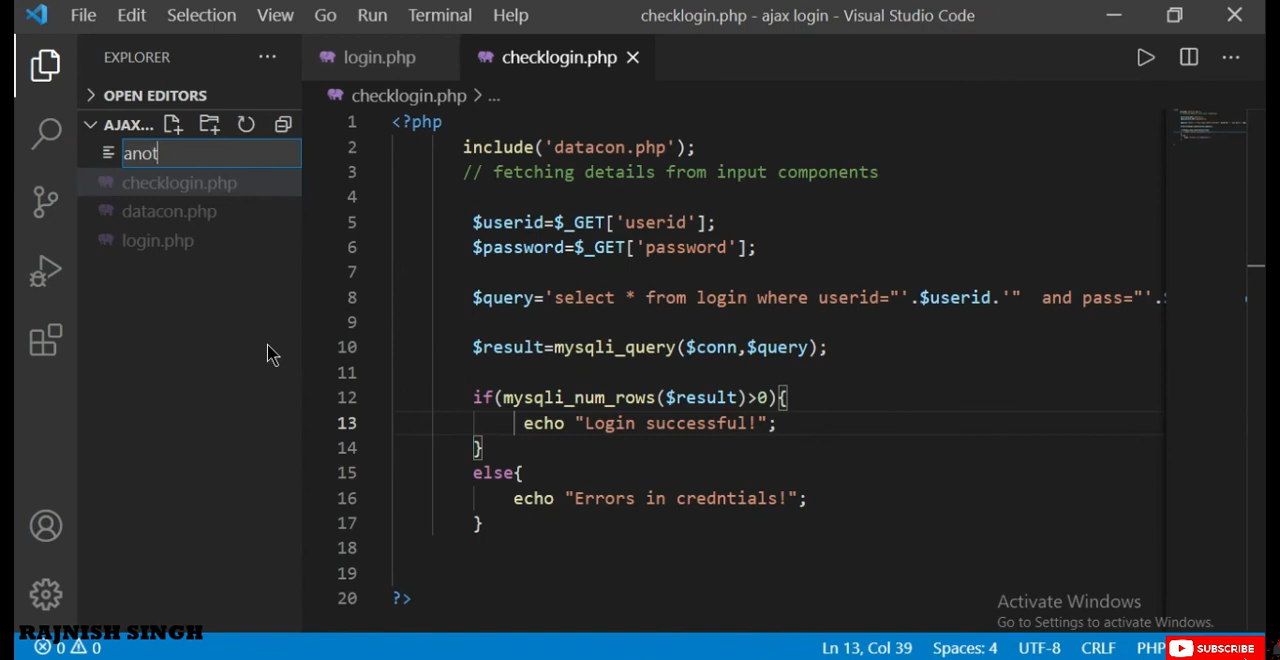 File Edit Selection View Go Run Terminal Help checklogin.php - ajax login - Visual Studio Code
EXPLORER ··· login.php checklogin.php
OPEN EDITORS checklogin.php > ...
AJAX...
anot
checklogin.php
datacon.php
login.php
1 <?php
2 include('datacon.php');
3 // fetching details from input components
4
5 $userid=$_GET['userid'];
6 $password=$_GET['password'];
7
8 $query='select * from login where userid="'.$userid.'" and pass="'.
9
10 $result=mysqli_query($conn,$query);
11
12 if(mysqli_num_rows($result)>0){
13 echo "Login successful!";
14 }
15 else{
16 echo "Errors in credntials!";
17 }
18
19
20 ?>
Activate Windows
Go to Settings to activate Windows.
RAJNISH SINGH
0 0 Ln 13, Col 39 Spaces: 4 UTF-8 CRLF PHP SUBSCRIBE